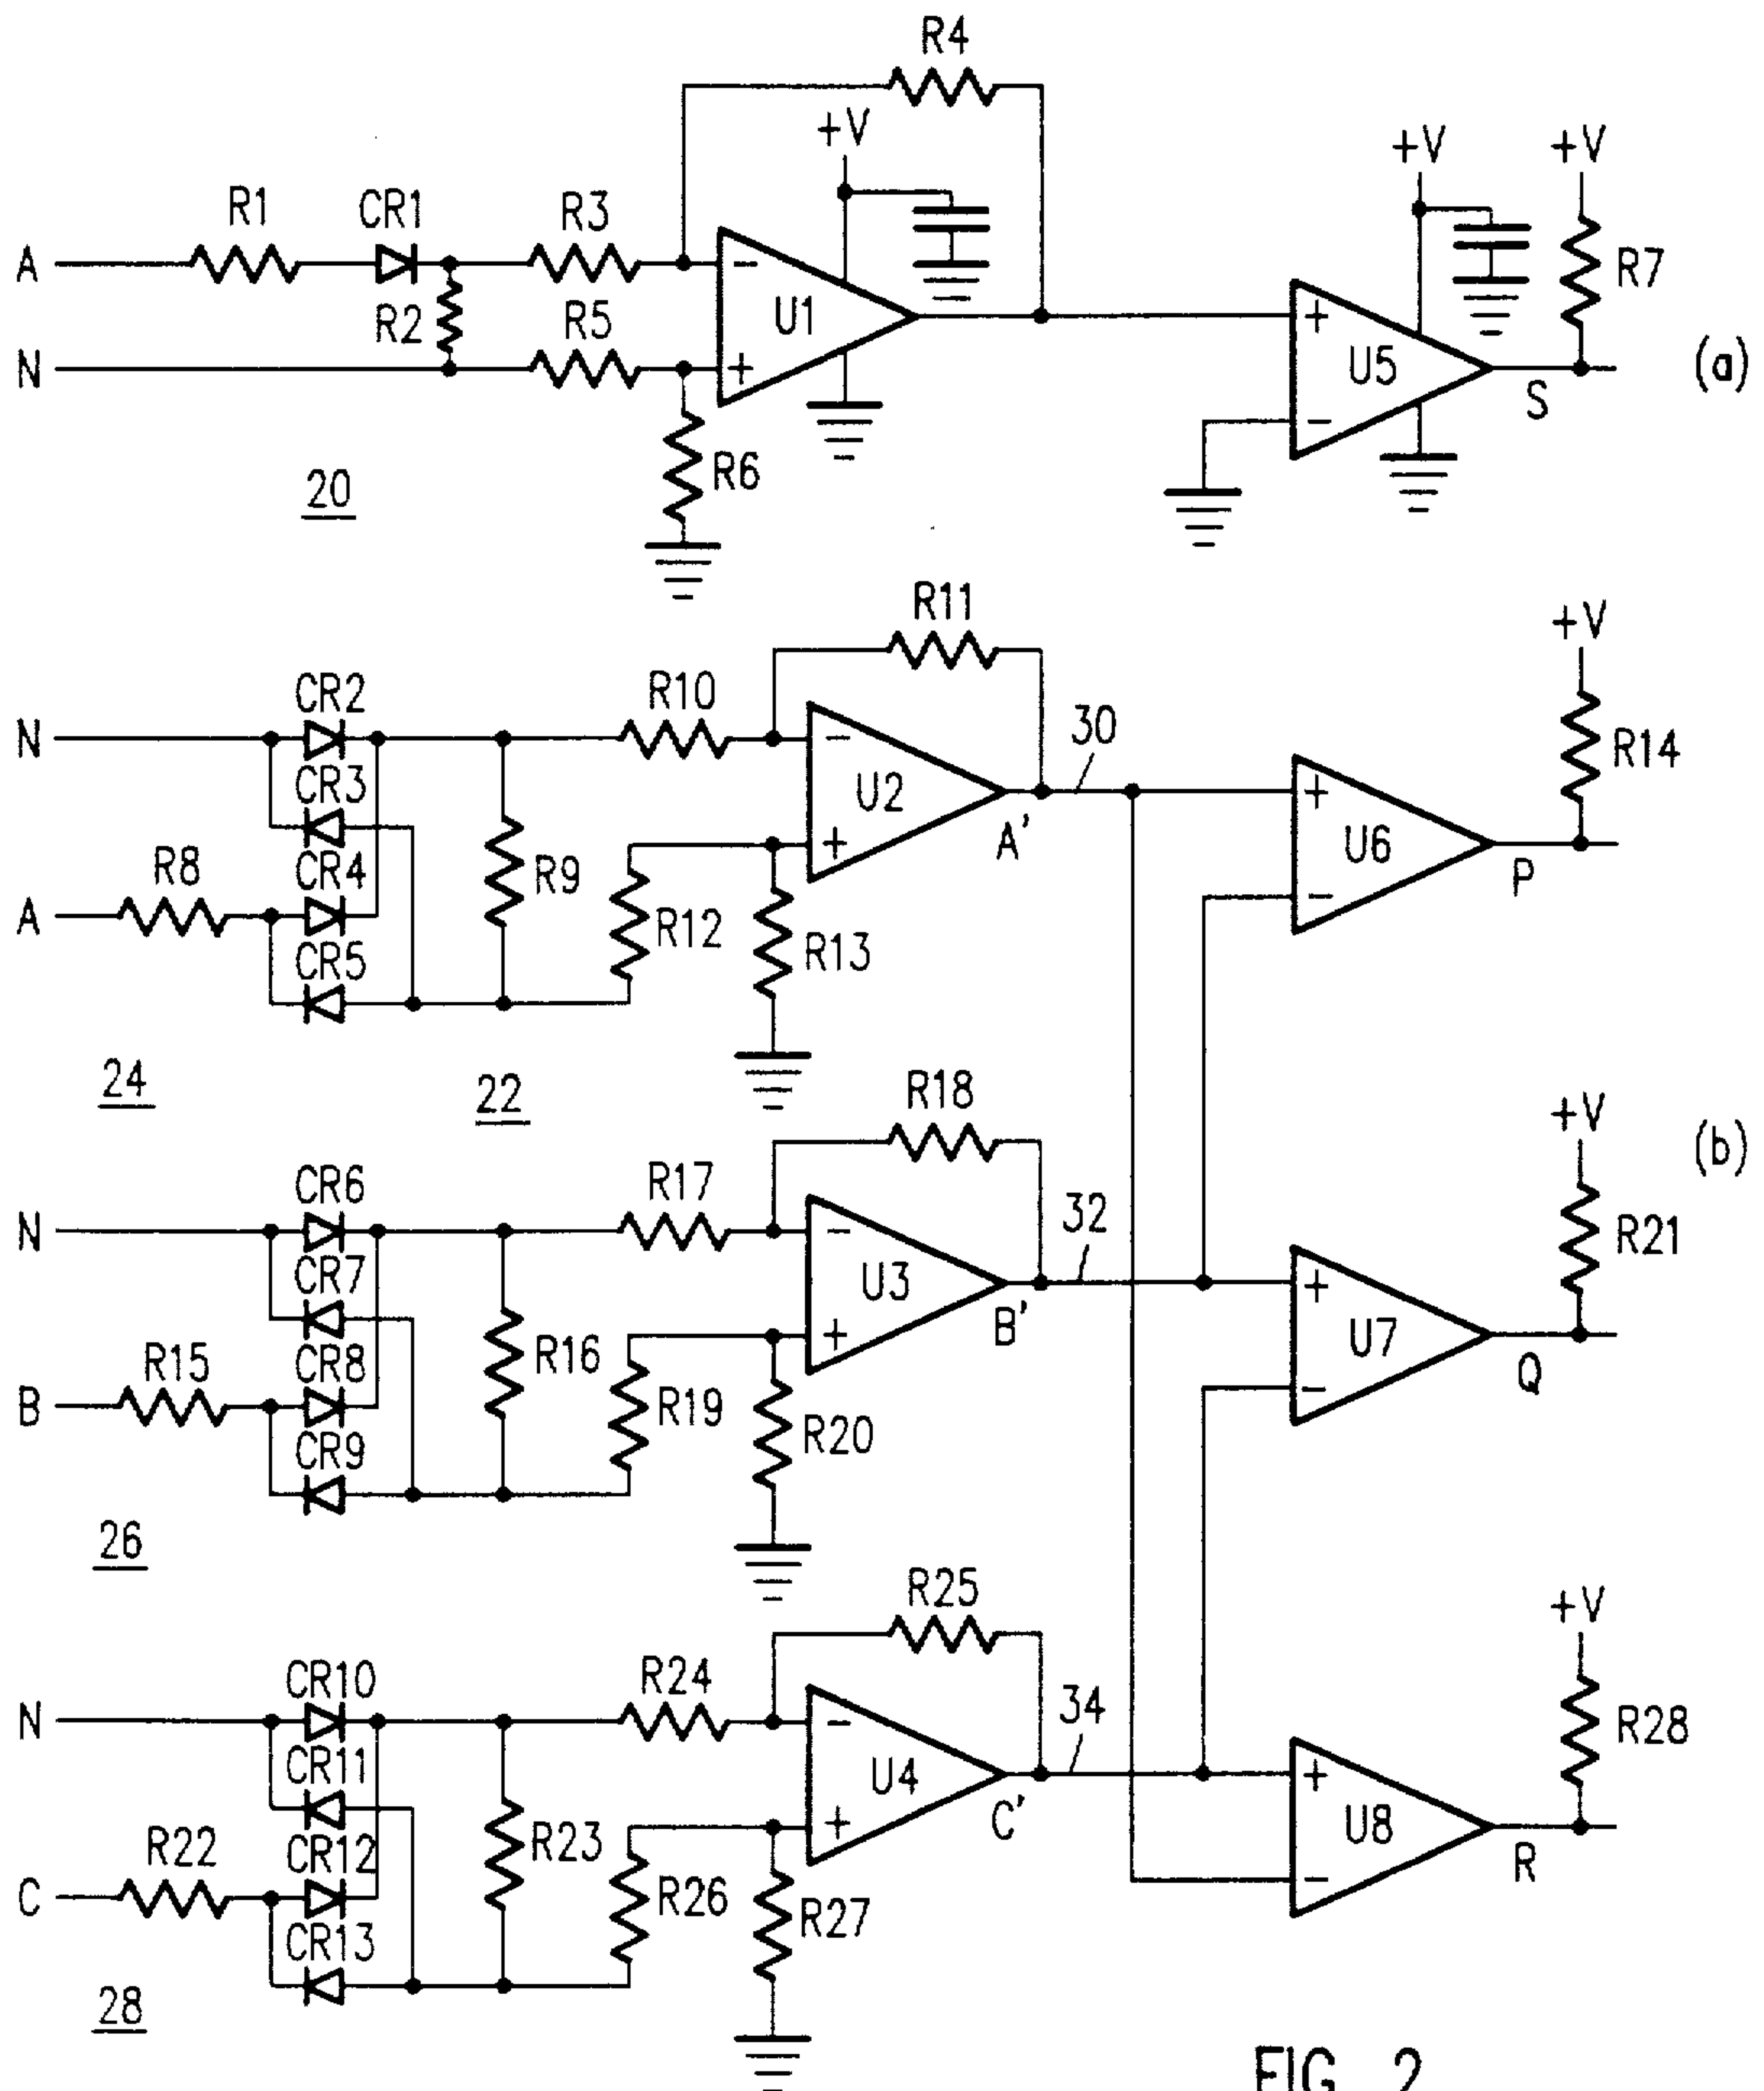 R4
+V
+V +V
R1 CR1 R3
A - R7
R2 R5 U1 +
N + U5 (a)
S
-
20 R6
R11
+V
CR2 R10
N - 30 R14
CR3 U2 +
R8 CR4 R9 + A' U6 P
A -
CR5 R12 R13
24 22
R18
+V
(b)
CR6 R17
N - 32 R21
CR7 U3 +
R15 CR8 R16 + B' U7 Q
B -
CR9 R19 R20
26
R25
+V
CR10 R24
N - 34 R28
CR11 U4 +
R22 CR12 R23 + C' U8 R
C -
CR13 R26 R27
28
FIG. 2